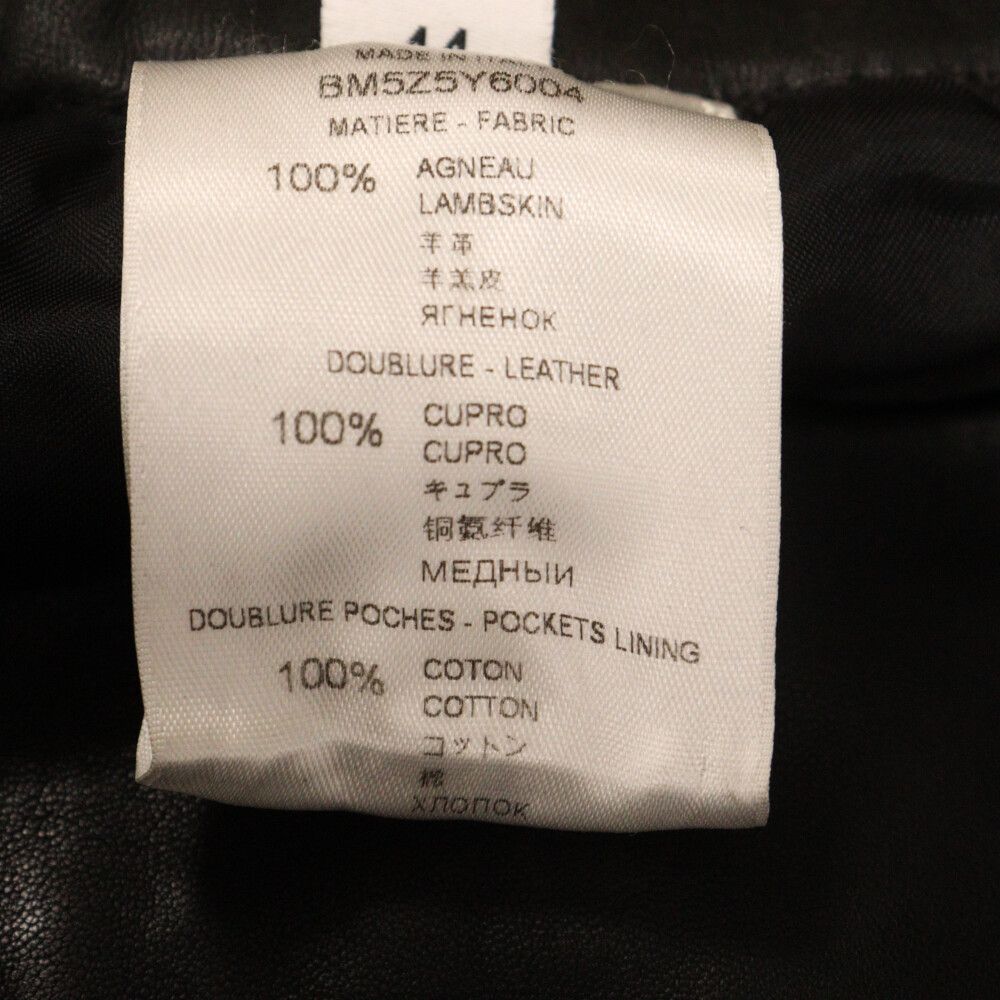 44
MADE IN
BM5Z5Y6004
MATIERE - FABRIC
100% AGNEAU
LAMBSKIN
羊革
羊羔皮
ЯГНЕНОК
DOUBLURE - LEATHER
100% CUPRO
CUPRO
キュプラ
铜氨纤维
МЕДНЫЙ
DOUBLURE POCHES - POCKETS LINING
100% COTON
COTTON
コットン
棉
ХЛОПОК